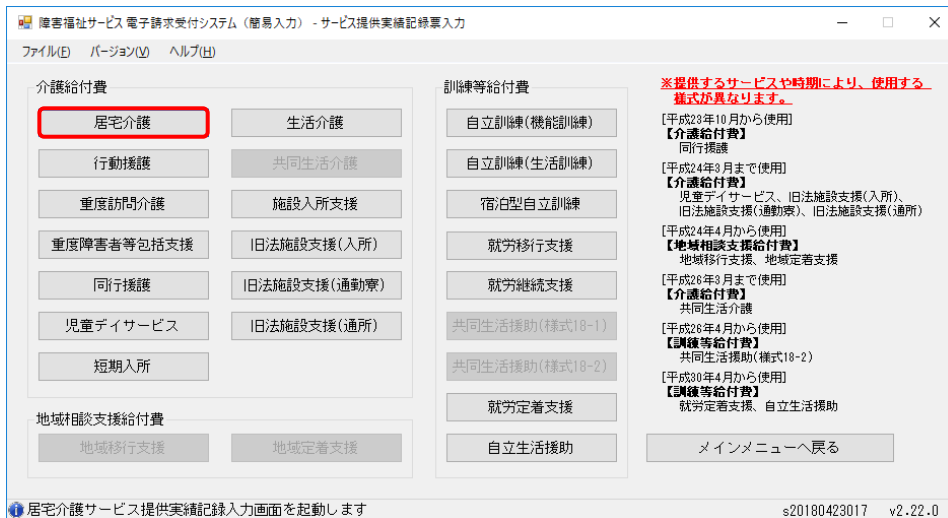 障害福祉サービス 電子請求受付システム（簡易入力） - サービス提供実績記録票入力
ファイル(F) バージョン(V) ヘルプ(H)
介護給付費
居宅介護
生活介護
行動援護
共同生活介護
重度訪問介護
施設入所支援
重度障害者等包括支援
旧法施設支援(入所)
同行援護
旧法施設支援(通勤寮)
児童デイサービス
旧法施設支援(通所)
短期入所
地域相談支援給付費
地域移行支援
地域定着支援
訓練等給付費
自立訓練(機能訓練)
自立訓練(生活訓練)
宿泊型自立訓練
就労移行支援
就労継続支援
共同生活援助(様式18-1)
共同生活援助(様式18-2)
就労定着支援
自立生活援助
※提供するサービスや時期により、使用する
様式が異なります。
[平成23年10月から使用]
【介護給付費】
同行援護
[平成24年3月まで使用]
【介護給付費】
児童デイサービス、旧法施設支援(入所)、
旧法施設支援(通勤寮)、旧法施設支援(通所)
[平成24年4月から使用]
【地域相談支援給付費】
地域移行支援、地域定着支援
[平成26年3月まで使用]
【介護給付費】
共同生活介護
[平成26年4月から使用]
【訓練等給付費】
共同生活援助(様式18-2)
[平成30年4月から使用]
【訓練等給付費】
就労定着支援、自立生活援助
メインメニューへ戻る
居宅介護サービス提供実績記録入力画面を起動します
s20180423017 v2.22.0